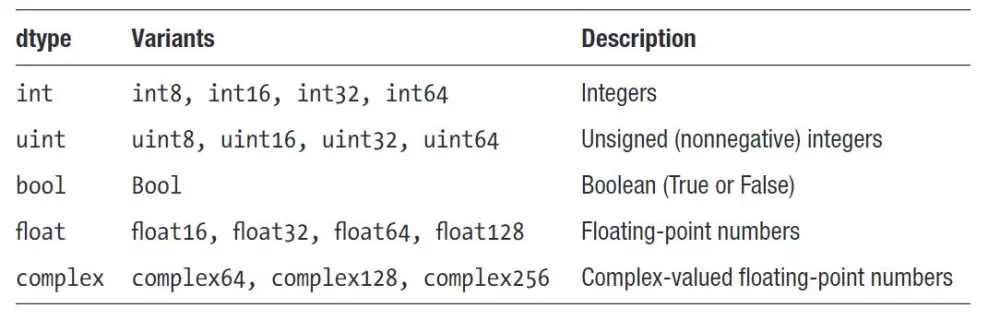 dtype Variants Description
int int8, int16, int32, int64 Integers
uint uint8, uint16, uint32, uint64 Unsigned (nonnegative) integers
bool Bool Boolean (True or False)
float float16, float32, float64, float128 Floating-point numbers
complex complex64, complex128, complex256 Complex-valued floating-point numbers